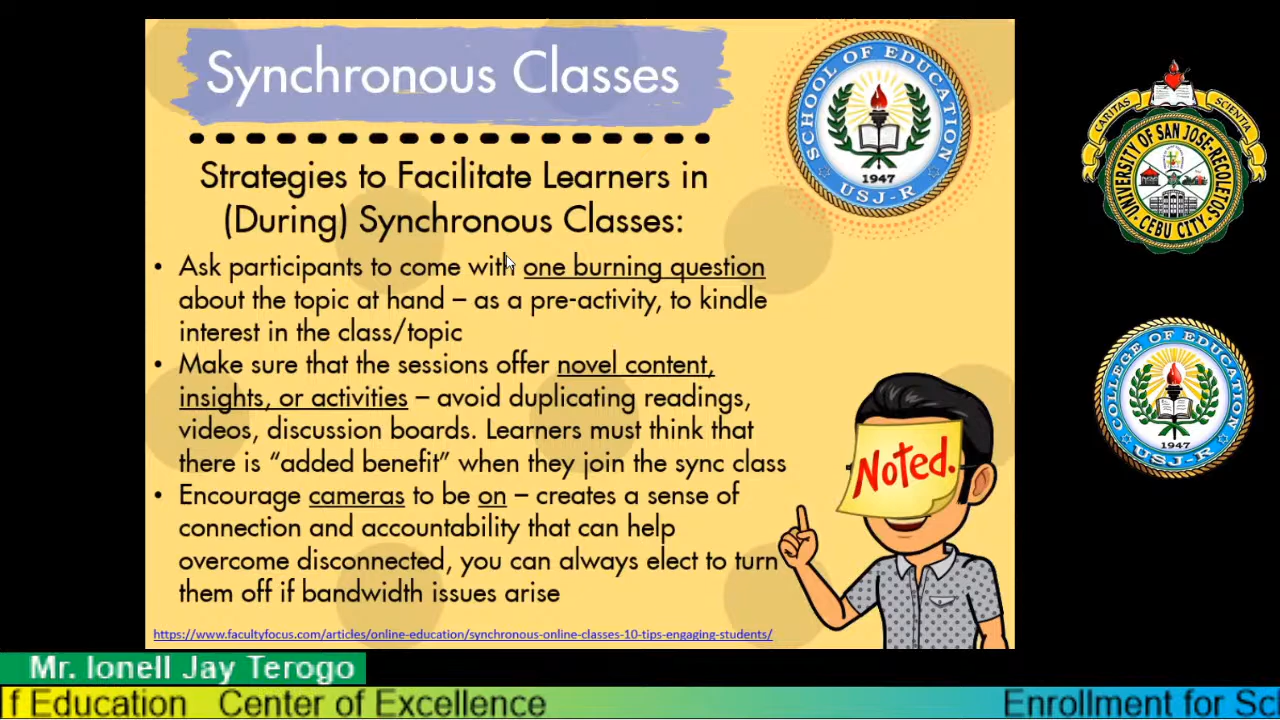 Synchronous Classes
Strategies to Facilitate Learners in
(During) Synchronous Classes:
• Ask participants to come with one burning question
about the topic at hand – as a pre-activity, to kindle
interest in the class/topic
• Make sure that the sessions offer novel content,
insights, or activities – avoid duplicating readings,
videos, discussion boards. Learners must think that
there is “added benefit” when they join the sync class
• Encourage cameras to be on – creates a sense of
connection and accountability that can help
overcome disconnected, you can always elect to turn
them off if bandwidth issues arise
https://www.facultyfocus.com/articles/online-education/synchronous-online-classes-10-tips-engaging-students/
SCHOOL OF EDUCATION
1947
USJ-R
Noted.
CARITAS SCIENTIA
UNIVERSITY OF SAN JOSE-RECOLETOS
CEBU CITY
COLLEGE OF EDUCATION
1947
USJ-R
Mr. Ionell Jay Terogo
f Education Center of Excellence Enrollment for Sc